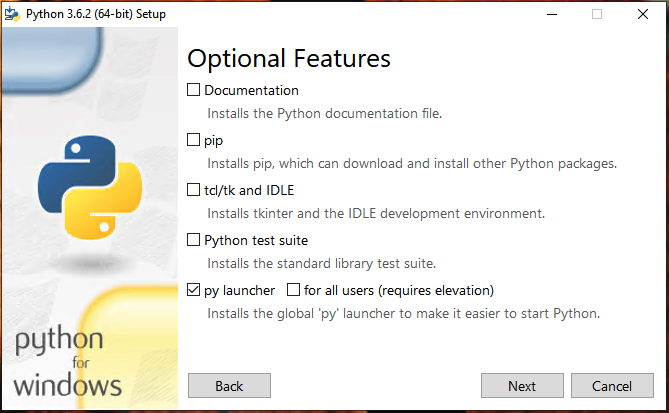 Python 3.6.2 (64-bit) Setup
Optional Features
Documentation
Installs the Python documentation file.
pip
Installs pip, which can download and install other Python packages.
tcl/tk and IDLE
Installs tkinter and the IDLE development environment.
Python test suite
Installs the standard library test suite.
py launcher for all users (requires elevation)
Installs the global 'py' launcher to make it easier to start Python.
python
for
windows
Back Next Cancel